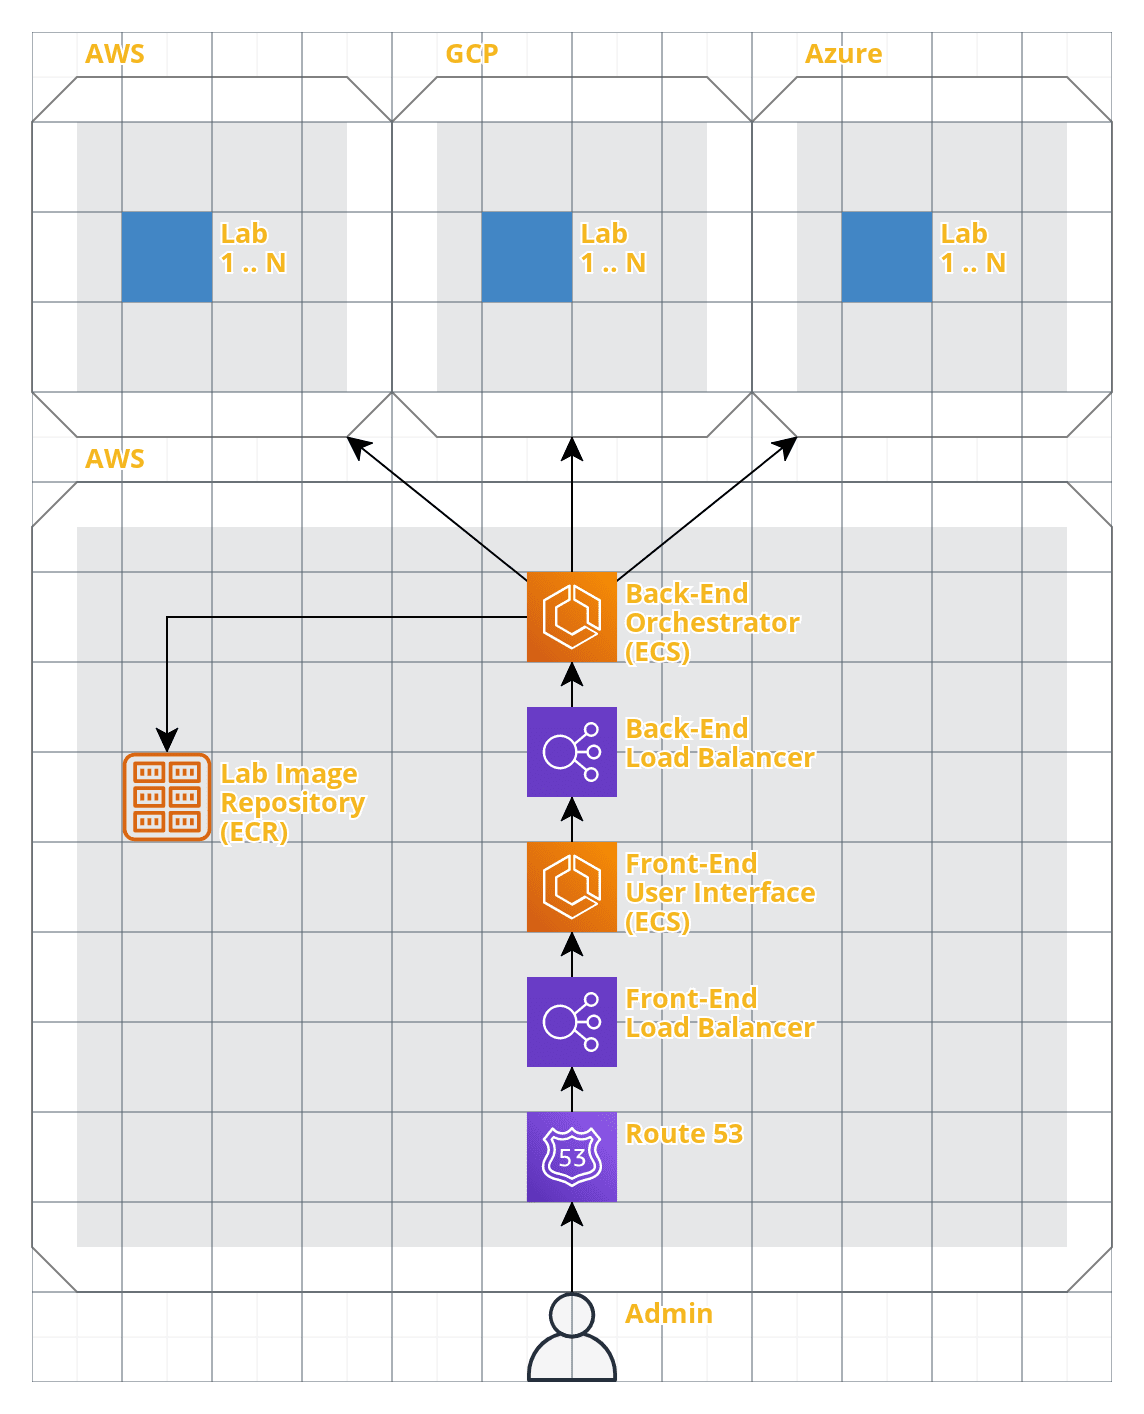 AWS
GCP
Azure
Lab
1 .. N
Lab
1 .. N
Lab
1 .. N
AWS
Back-End
Orchestrator
(ECS)
Back-End
Load Balancer
Lab Image
Repository
(ECR)
Front-End
User Interface
(ECS)
Front-End
Load Balancer
53
Route 53
Admin